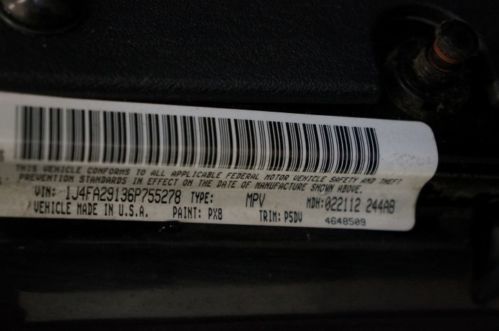 THIS VEHICLE CONFORMS TO ALL APPLICABLE FEDERAL MOTOR VEHICLE SAFETY AND THEFT
PREVENTION STANDARDS IN EFFECT ON THE DATE OF MANUFACTURE SHOWN ABOVE.
VIN: 1J4FA29136P755278 TYPE: MPV MDH: 022112 244AB
VEHICLE MADE IN U.S.A. PAINT: PX8 TRIM: P5DV 4648509